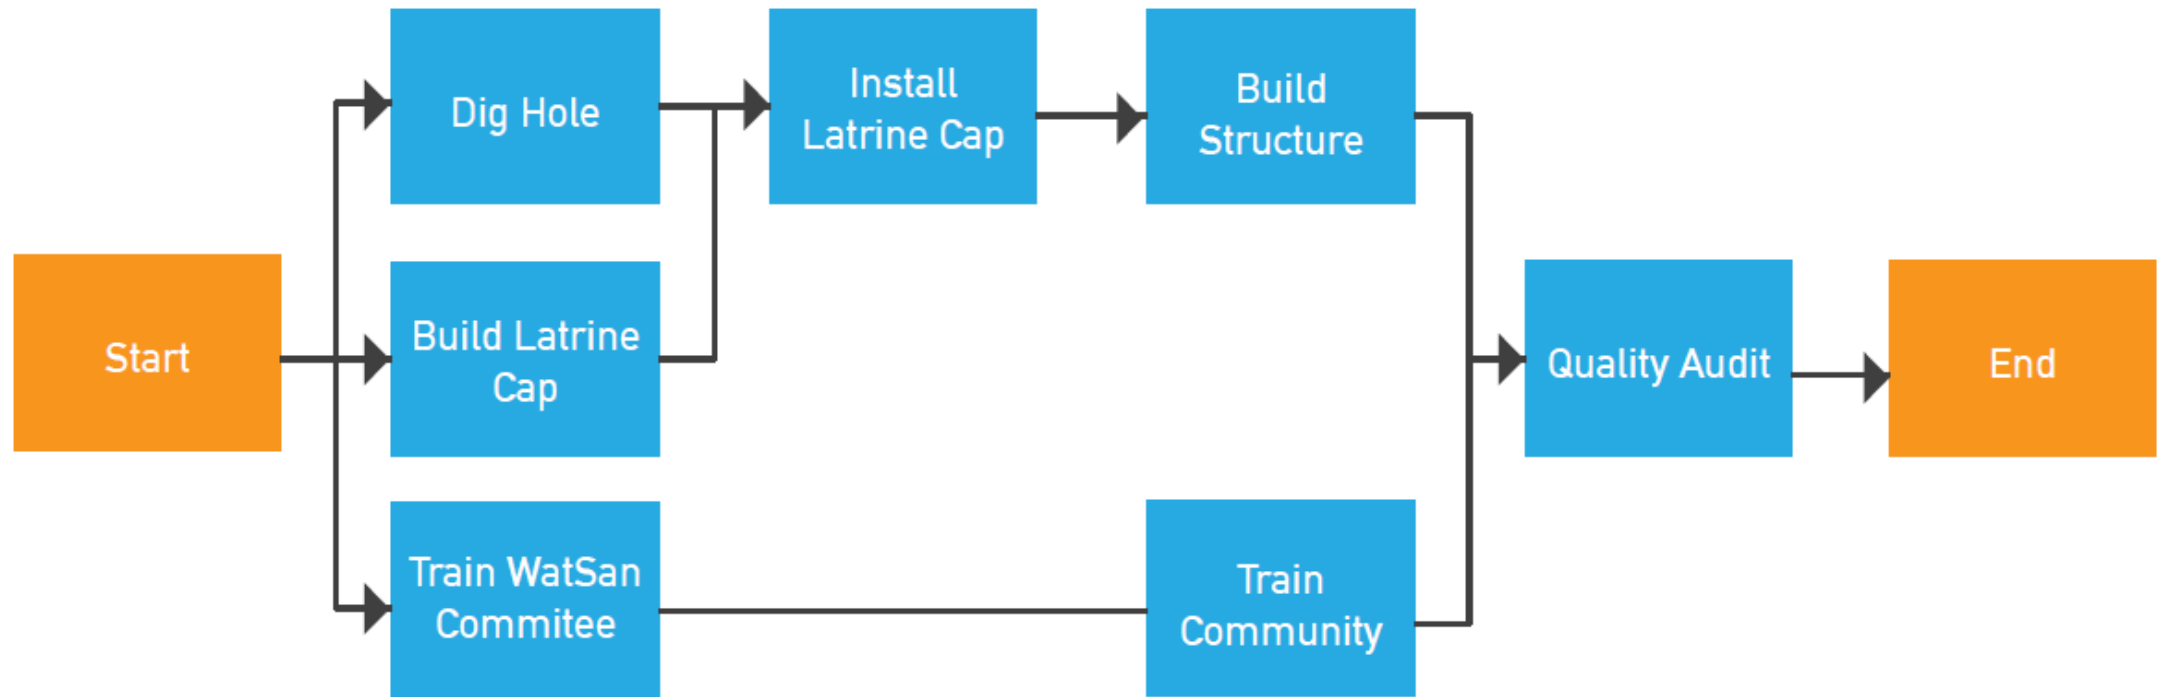 Dig Hole
Install
Latrine Cap
Build
Structure
Start
Build Latrine
Cap
Quality Audit
End
Train WatSan
Commitee
Train
Community